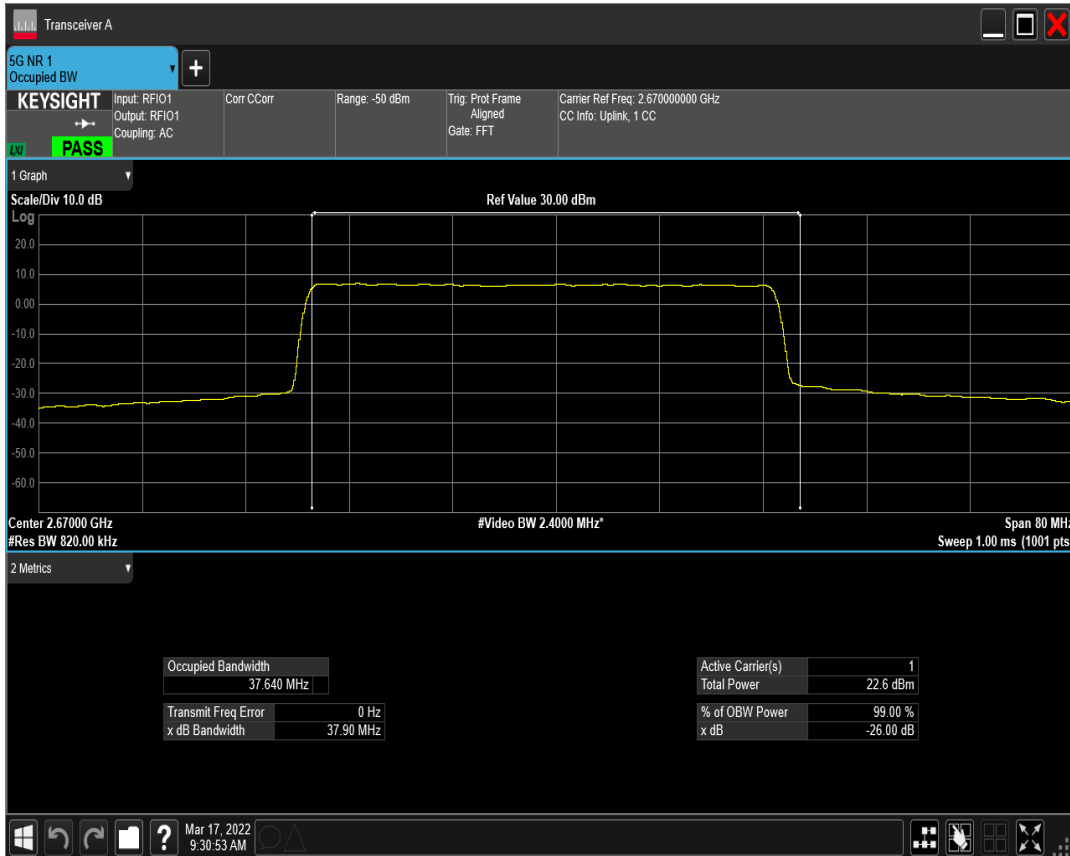 Transceiver A
5G NR 1
Occupied BW
KEYSIGHT
LXI
PASS
Input: RFIO1
Output: RFIO1
Coupling: AC
Corr CCorr
Range: -50 dBm
Trig: Prot Frame
Aligned
Gate: FFT
Carrier Ref Freq: 2.670000000 GHz
CC Info: Uplink, 1 CC
1 Graph
Scale/Div 10.0 dB
Ref Value 30.00 dBm
Log
20.0
10.0
0.00
-10.0
-20.0
-30.0
-40.0
-50.0
-60.0
Center 2.67000 GHz
#Video BW 2.4000 MHz*
Span 80 MHz
#Res BW 820.00 kHz
Sweep 1.00 ms (1001 pts
2 Metrics
Occupied Bandwidth
37.640 MHz
Transmit Freq Error 0 Hz
x dB Bandwidth 37.90 MHz
Active Carrier(s) 1
Total Power 22.6 dBm
% of OBW Power 99.00 %
x dB -26.00 dB
?
Mar 17, 2022
9:30:53 AM